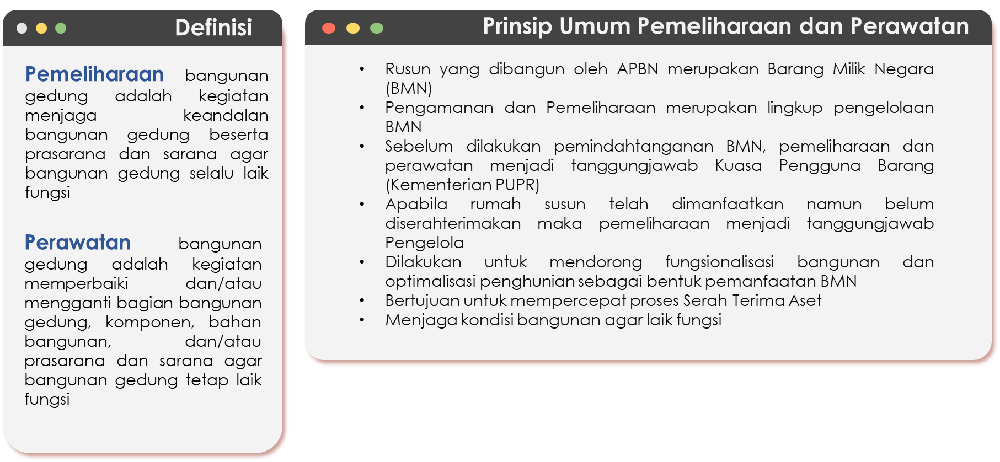 Definisi
Pemeliharaan bangunan
gedung adalah kegiatan
menjaga keandalan
bangunan gedung beserta
prasarana dan sarana agar
bangunan gedung selalu laik
fungsi
Perawatan bangunan
gedung adalah kegiatan
memperbaiki dan/atau
mengganti bagian bangunan
gedung, komponen, bahan
bangunan, dan/atau
prasarana dan sarana agar
bangunan gedung tetap laik
fungsi
Prinsip Umum Pemeliharaan dan Perawatan
• Rusun yang dibangun oleh APBN merupakan Barang Milik Negara
(BMN)
• Pengamanan dan Pemeliharaan merupakan lingkup pengelolaan
BMN
• Sebelum dilakukan pemindahtanganan BMN, pemeliharaan dan
perawatan menjadi tanggungjawab Kuasa Pengguna Barang
(Kementerian PUPR)
• Apabila rumah susun telah dimanfaatkan namun belum
diserahterimakan maka pemeliharaan menjadi tanggungjawab
Pengelola
• Dilakukan untuk mendorong fungsionalisasi bangunan dan
optimalisasi penghunian sebagai bentuk pemanfaatan BMN
• Bertujuan untuk mempercepat proses Serah Terima Aset
• Menjaga kondisi bangunan agar laik fungsi